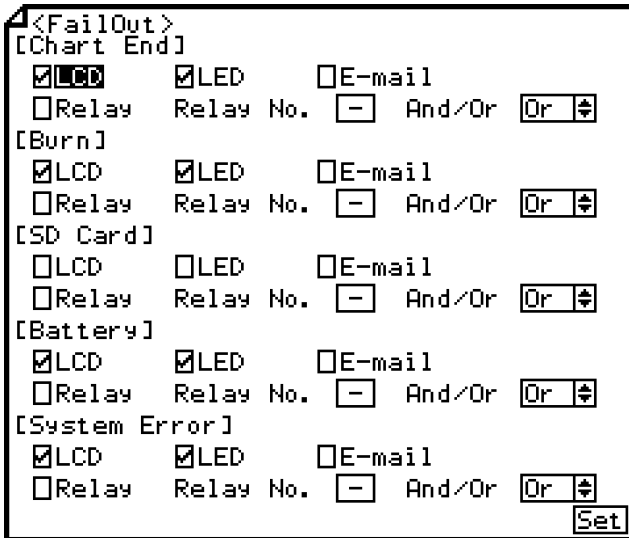 <FailOut>
[Chart End]
☑LCD ☑LED ☐E-mail
☐Relay Relay No. - And/Or Or
[Burn]
☑LCD ☑LED ☐E-mail
☐Relay Relay No. - And/Or Or
[SD Card]
☐LCD ☐LED ☐E-mail
☐Relay Relay No. - And/Or Or
[Battery]
☑LCD ☑LED ☐E-mail
☐Relay Relay No. - And/Or Or
[System Error]
☑LCD ☑LED ☐E-mail
☐Relay Relay No. - And/Or Or
Set